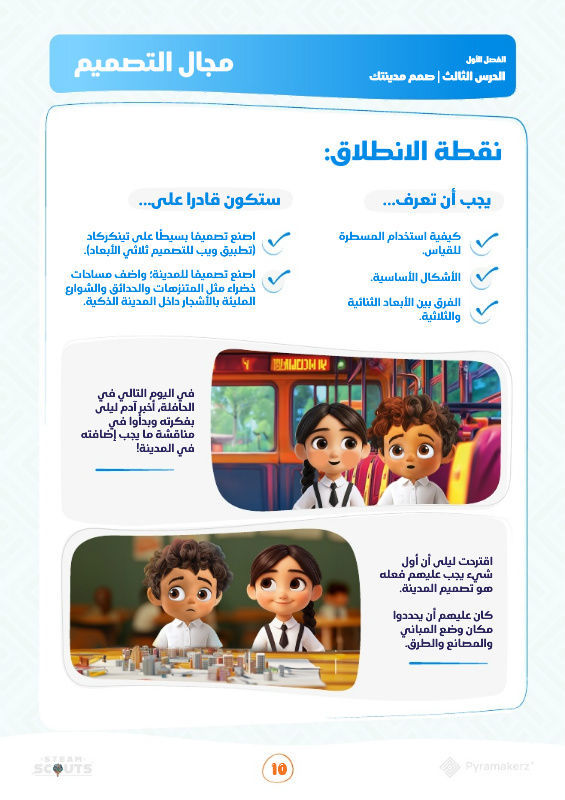 الفصل الأول
الدرس الثالث | صمم مدينتك
مجال التصميم
نقطة الانطلاق:
يجب أن تعرف...
كيفية استخدام المسطرة
للقياس.
الأشكال الأساسية.
الفرق بين الأبعاد الثنائية
والثلاثية.
ستكون قادرا على...
اصنع تصميمًا بسيطًا على تينكركاد
(تطبيق ويب للتصميم ثلاثي الأبعاد).
اصنع تصميمًا للمدينة؛ واضف مساحات
خضراء مثل المتنزهات والحدائق والشوارع
المليئة بالأشجار داخل المدينة الذكية.
في اليوم التالي في
الحافلة، أخبر آدم ليلى
بفكرته وبدأوا في
مناقشة ما يجب إضافته
في المدينة!
اقترحت ليلى أن أول
شيء يجب عليهم فعله
هو تصميم المدينة.
كان عليهم أن يحددوا
مكان وضع المباني
والمصانع والطرق.
STEAM
SCOUTS
10
Pyramakerz